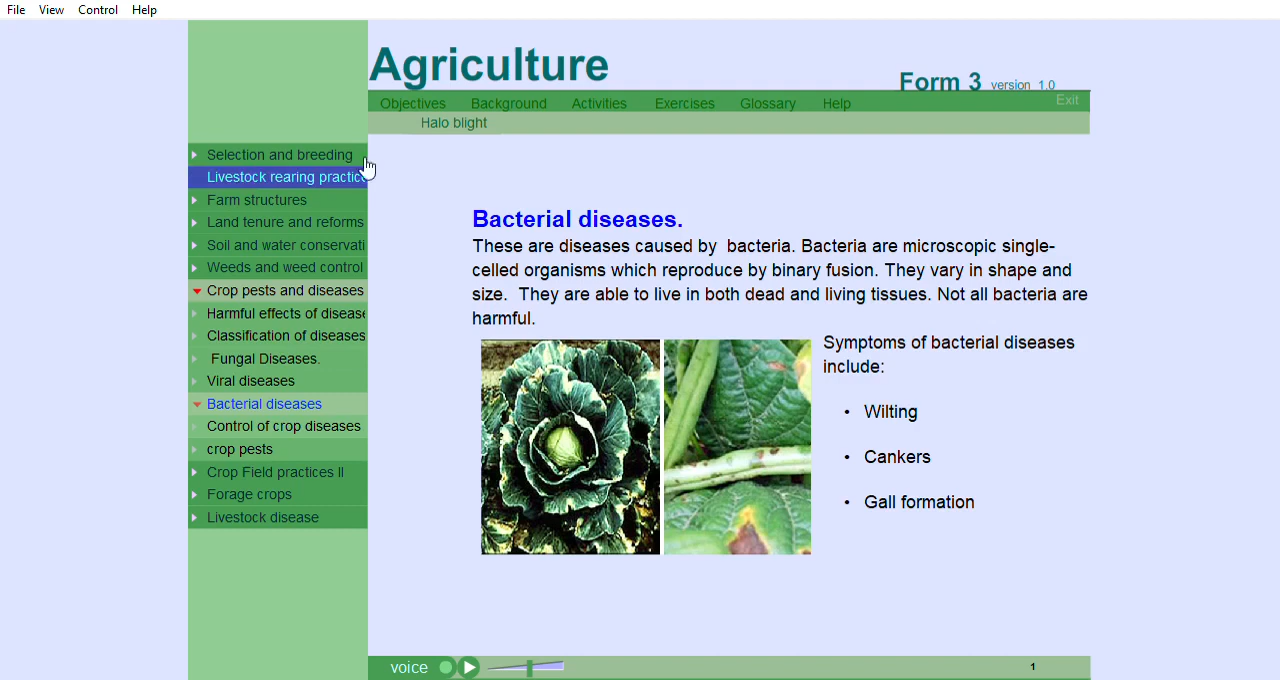 File View Control Help
Agriculture
Form 3 version 1.0
Objectives Background Activities Exercises Glossary Help Exit
Halo blight
Selection and breeding
Livestock rearing practic
Farm structures
Land tenure and reforms
Soil and water conservati
Weeds and weed control
Crop pests and diseases
Harmful effects of disease
Classification of diseases
Fungal Diseases.
Viral diseases
Bacterial diseases
Control of crop diseases
crop pests
Crop Field practices II
Forage crops
Livestock disease
Bacterial diseases.
These are diseases caused by bacteria. Bacteria are microscopic single-
celled organisms which reproduce by binary fusion. They vary in shape and
size. They are able to live in both dead and living tissues. Not all bacteria are
harmful.
Symptoms of bacterial diseases
include:
• Wilting
• Cankers
• Gall formation
voice
1